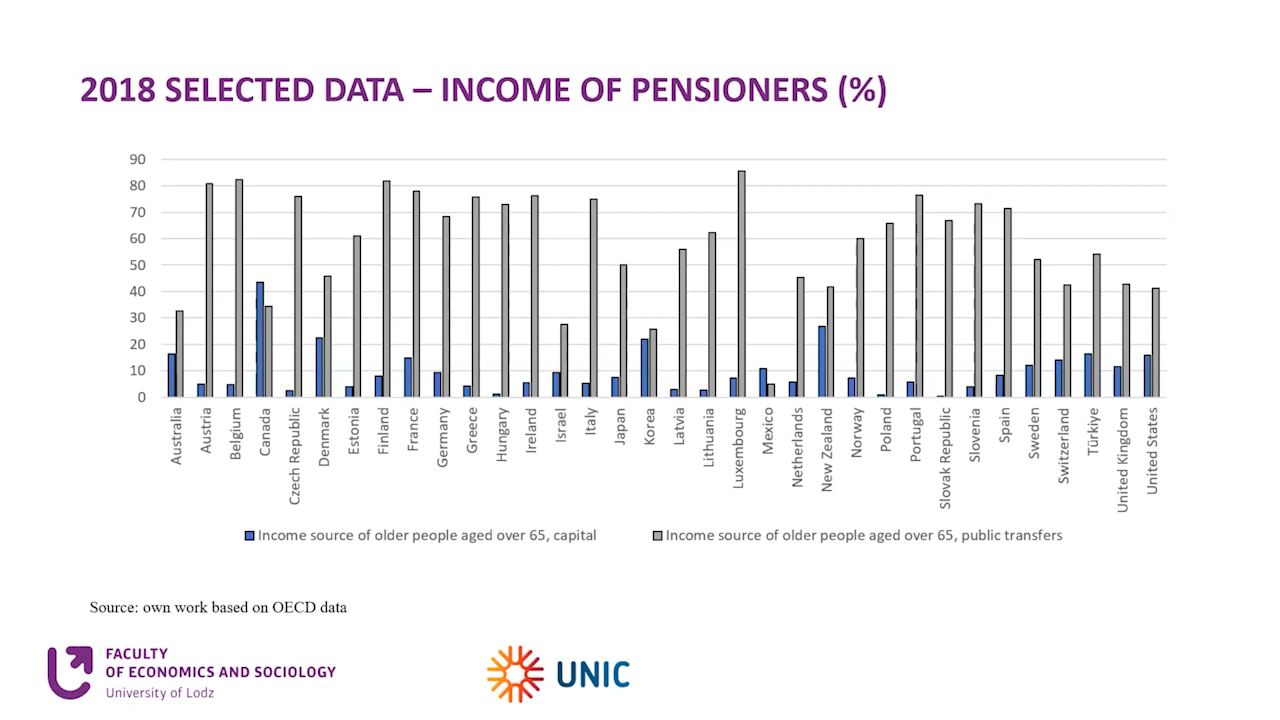 2018 SELECTED DATA – INCOME OF PENSIONERS (%)
90
80
70
60
50
40
30
20
10
0
Australia
Austria
Belgium
Canada
Czech Republic
Denmark
Estonia
Finland
France
Germany
Greece
Hungary
Ireland
Israel
Italy
Japan
Korea
Latvia
Lithuania
Luxembourg
Mexico
Netherlands
New Zealand
Norway
Poland
Portugal
Slovak Republic
Slovenia
Spain
Sweden
Switzerland
Türkiye
United Kingdom
United States
Income source of older people aged over 65, capital
Income source of older people aged over 65, public transfers
Source: own work based on OECD data
FACULTY
OF ECONOMICS AND SOCIOLOGY
University of Lodz
UNIC